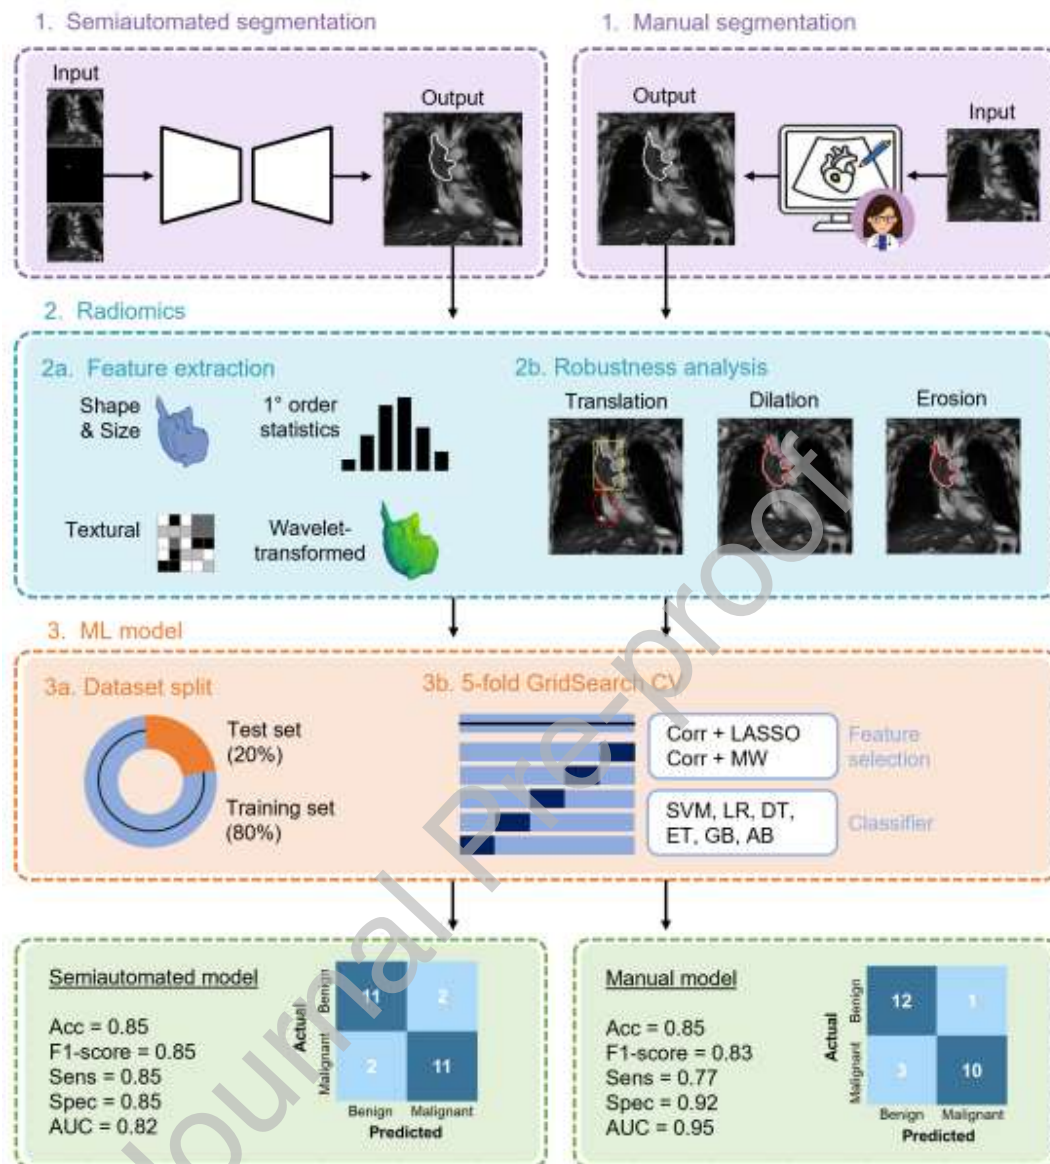 1. Semiautomated segmentation
1. Manual segmentation
Input
Output
Output
Input
2. Radiomics
2a. Feature extraction
Shape
& Size
1° order
statistics
Textural
Wavelet-
transformed
2b. Robustness analysis
Translation
Dilation
Erosion
3. ML model
3a. Dataset split
Test set
(20%)
Training set
(80%)
3b. 5-fold GridSearch CV
Corr + LASSO
Corr + MW
Feature
selection
SVM, LR, DT,
ET, GB, AB
Classifier
Semiautomated model
Acc = 0.85
F1-score = 0.85
Sens = 0.85
Spec = 0.85
AUC = 0.82
Actual
Benign
Malignant
11
2
2
11
Benign
Malignant
Predicted
Manual model
Acc = 0.85
F1-score = 0.83
Sens = 0.77
Spec = 0.92
AUC = 0.95
Actual
Benign
Malignant
12
1
3
10
Benign
Malignant
Predicted
Journal Pre-proof